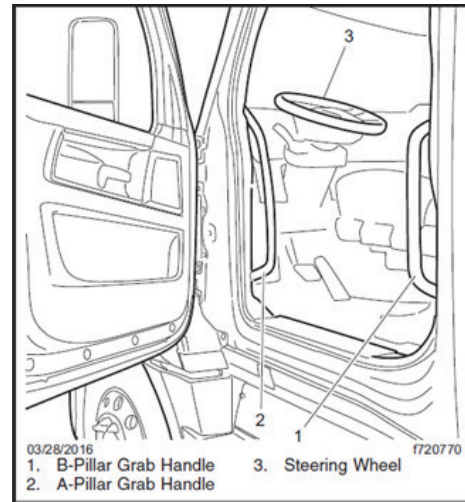 3
2
1
03/28/2016 f720770
1. B-Pillar Grab Handle 3. Steering Wheel
2. A-Pillar Grab Handle